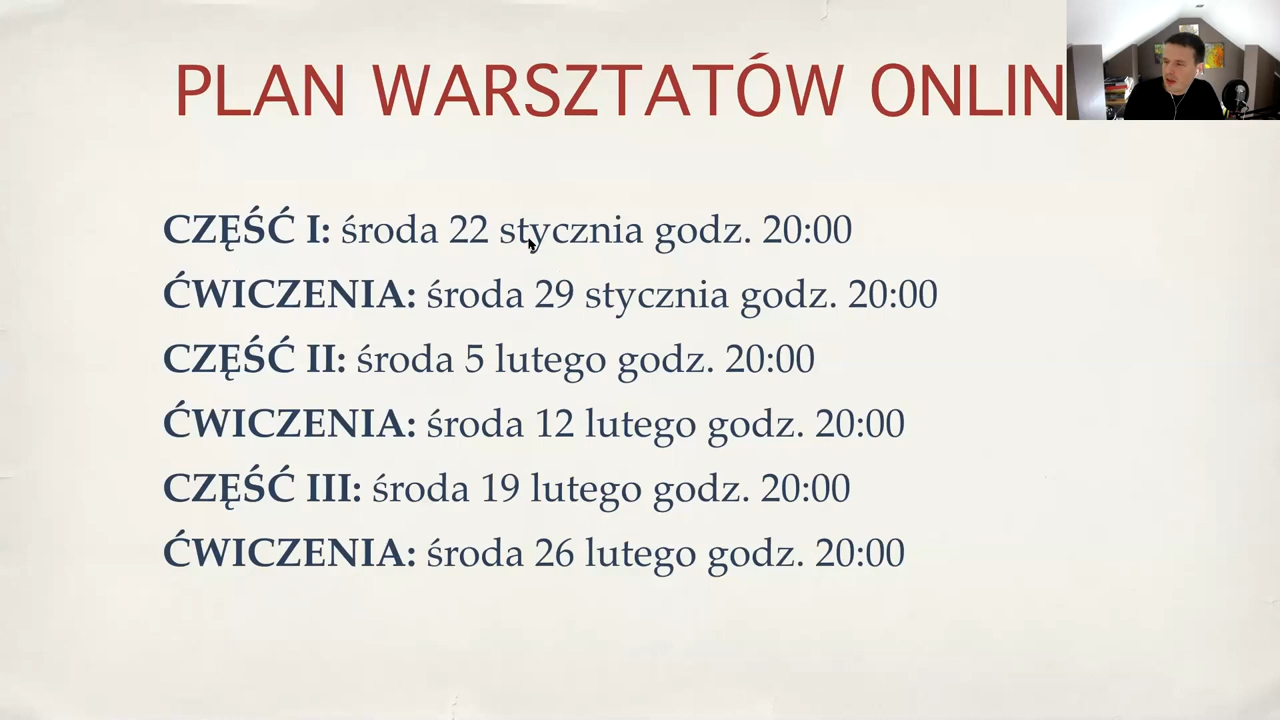 PLAN WARSZTATÓW ONLIN
CZĘŚĆ I: środa 22 stycznia godz. 20:00
ĆWICZENIA: środa 29 stycznia godz. 20:00
CZĘŚĆ II: środa 5 lutego godz. 20:00
ĆWICZENIA: środa 12 lutego godz. 20:00
CZĘŚĆ III: środa 19 lutego godz. 20:00
ĆWICZENIA: środa 26 lutego godz. 20:00